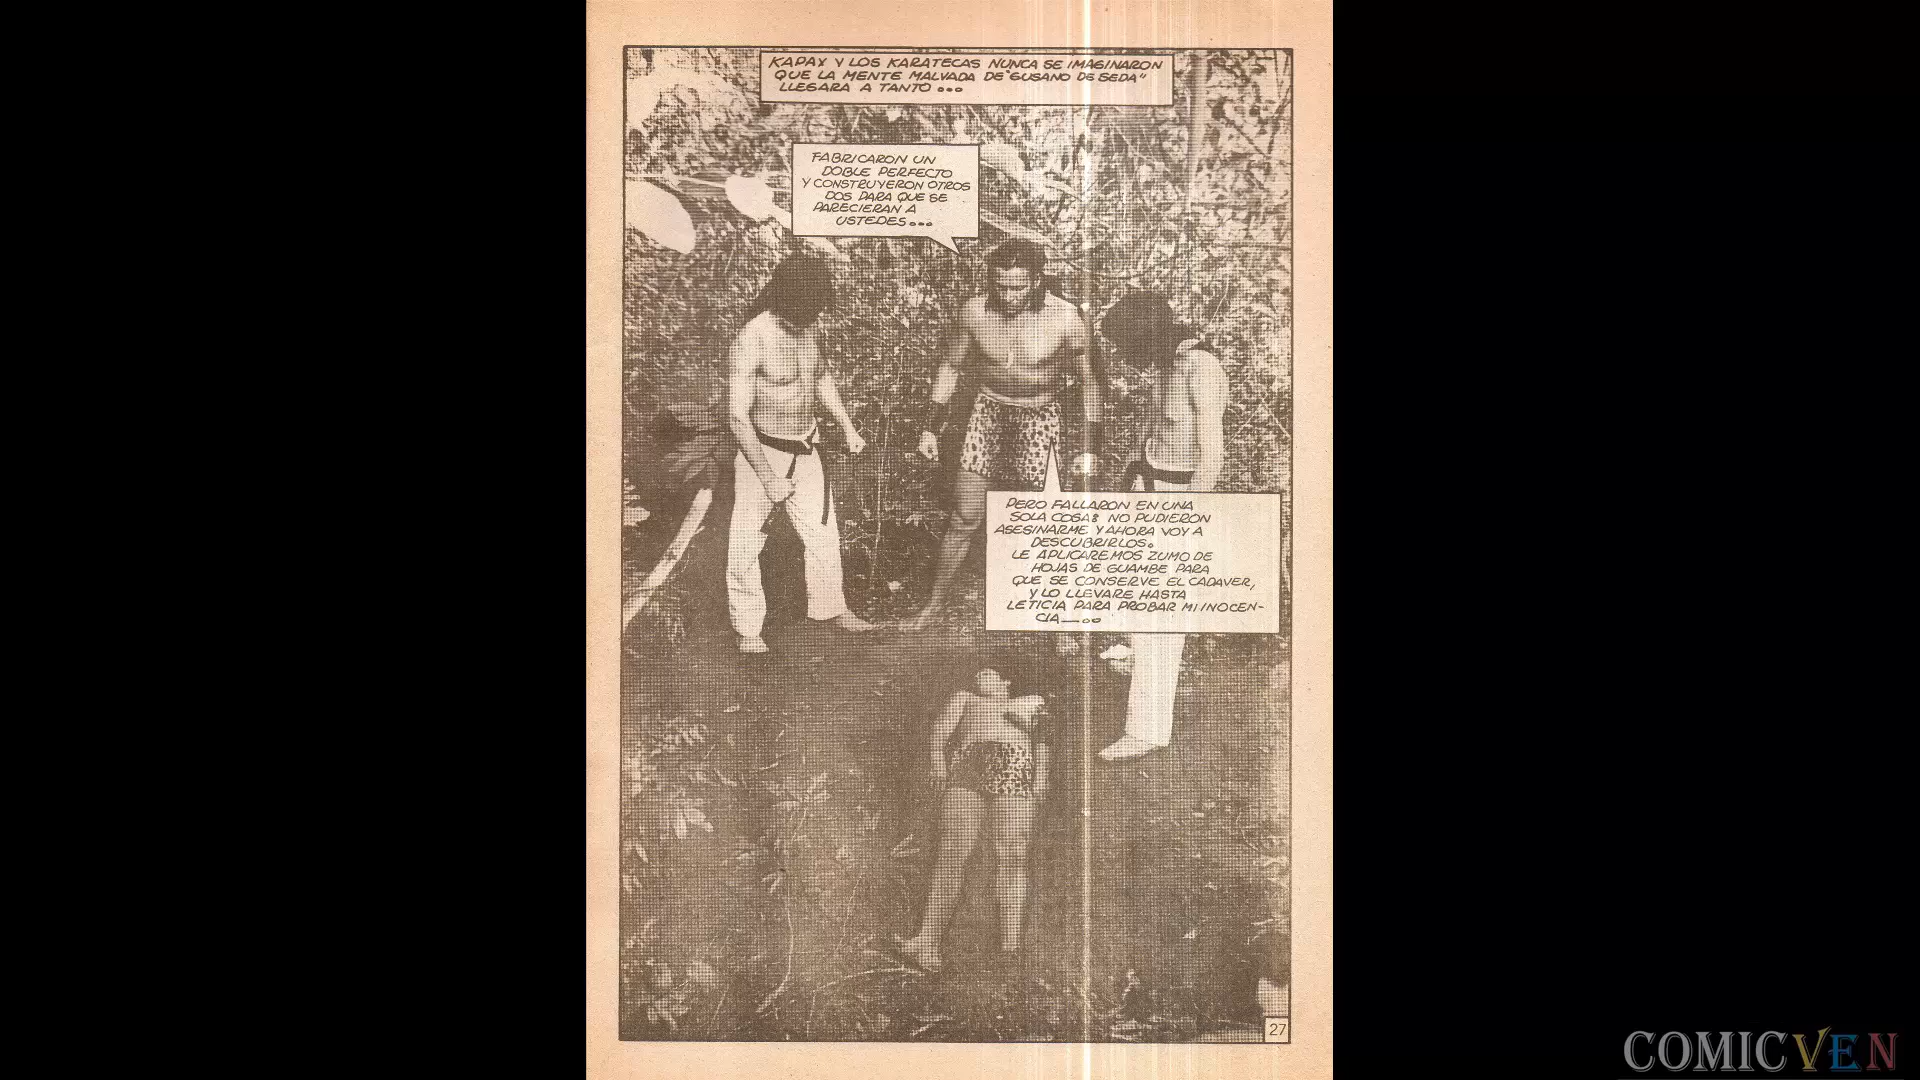 KAPAX Y LOS KARATECAS NUNCA SE IMAGINARON
QUE LA MENTE MALVADA DE "GUSANO DE SEDA"
LLEGARA A TANTO...
FABRICARON UN
DOBLE PERFECTO
Y CONSTRUYERON OTROS
DOS PARA QUE SE
PARECIERAN A
USTEDES...
PERO FALLARON EN UNA
SOLA COSA: NO PUDIERON
ASESINARME Y AHORA VOY A
DESCUBRIRLOS.
LE APLICAREMOS ZUMO DE
HOJAS DE GUAMBE PARA
QUE SE CONSERVE EL CADAVER,
Y LO LLEVARE HASTA
LETICIA PARA PROBAR MI INOCEN-
CIA—..
27
COMICVEN